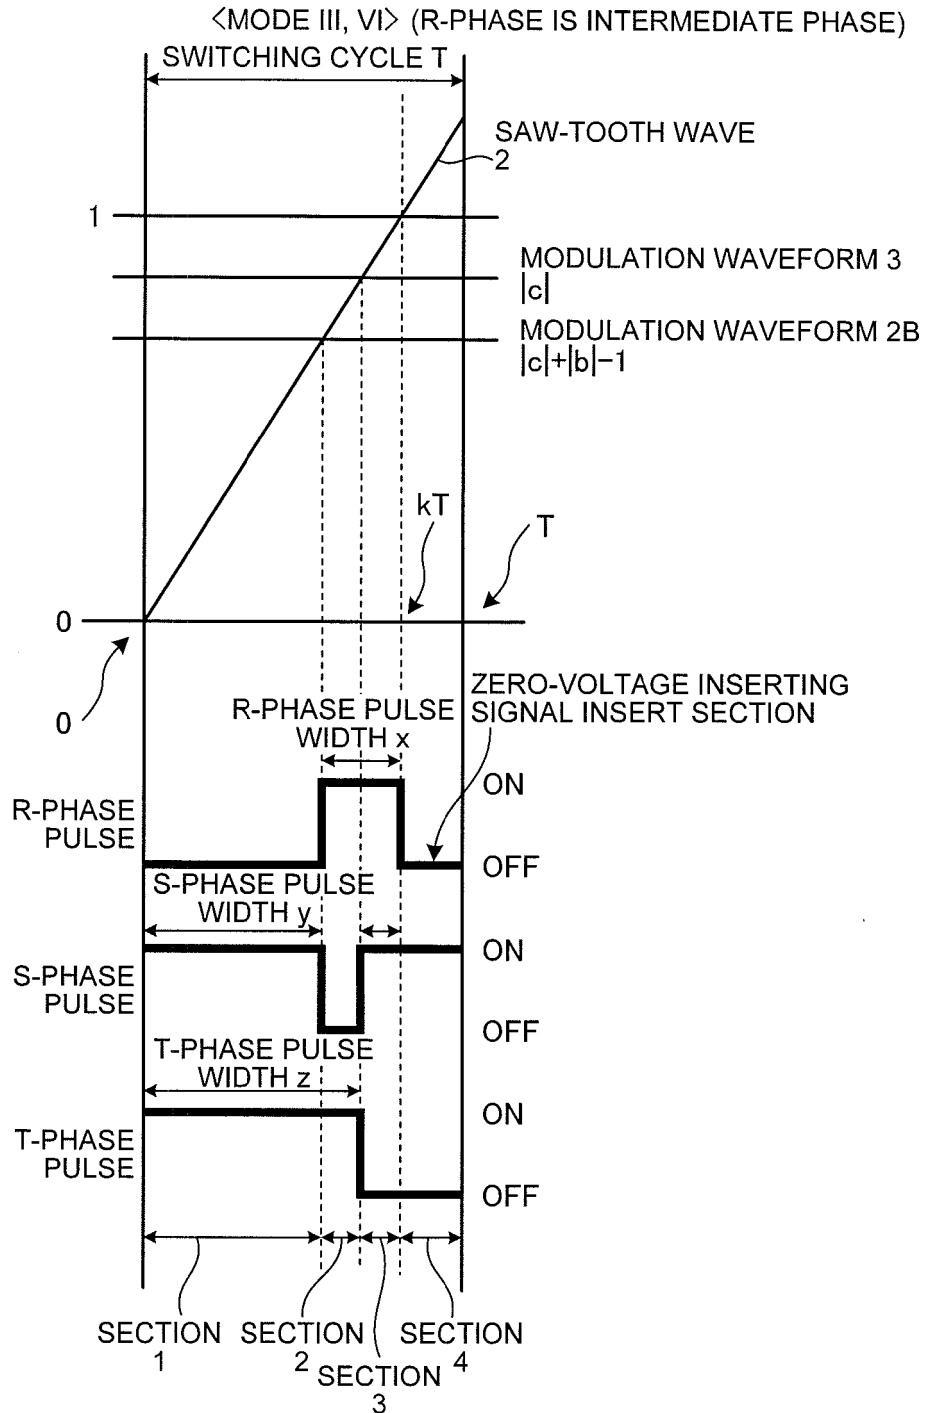 <MODE III, VI> (R-PHASE IS INTERMEDIATE PHASE)
SWITCHING CYCLE T
SAW-TOOTH WAVE
2
1
MODULATION WAVEFORM 3
|c|
MODULATION WAVEFORM 2B
|c|+|b|−1
kT
T
0
0
ZERO-VOLTAGE INSERTING
SIGNAL INSERT SECTION
R-PHASE PULSE
WIDTH x
ON
R-PHASE
PULSE
OFF
S-PHASE PULSE
WIDTH y
ON
S-PHASE
PULSE
OFF
T-PHASE PULSE
WIDTH z
ON
T-PHASE
PULSE
OFF
SECTION
1
SECTION
2
SECTION
3
SECTION
4